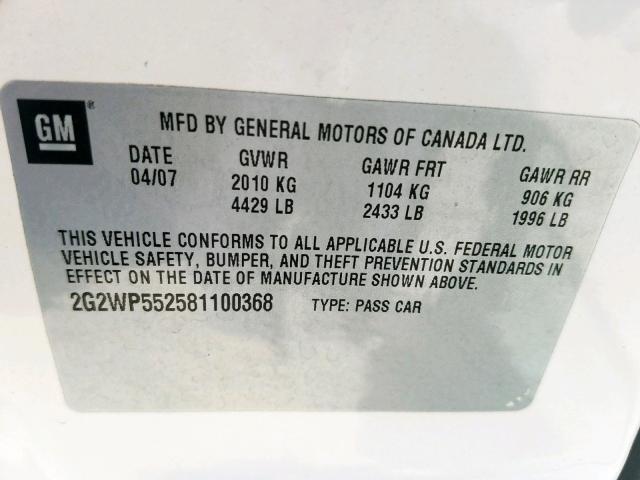 GM®
MFD BY GENERAL MOTORS OF CANADA LTD.
DATE GVWR GAWR FRT GAWR RR
04/07 2010 KG 1104 KG 906 KG
4429 LB 2433 LB 1996 LB
THIS VEHICLE CONFORMS TO ALL APPLICABLE U.S. FEDERAL MOTOR
VEHICLE SAFETY, BUMPER, AND THEFT PREVENTION STANDARDS IN
EFFECT ON THE DATE OF MANUFACTURE SHOWN ABOVE.
2G2WP552581100368 TYPE: PASS CAR